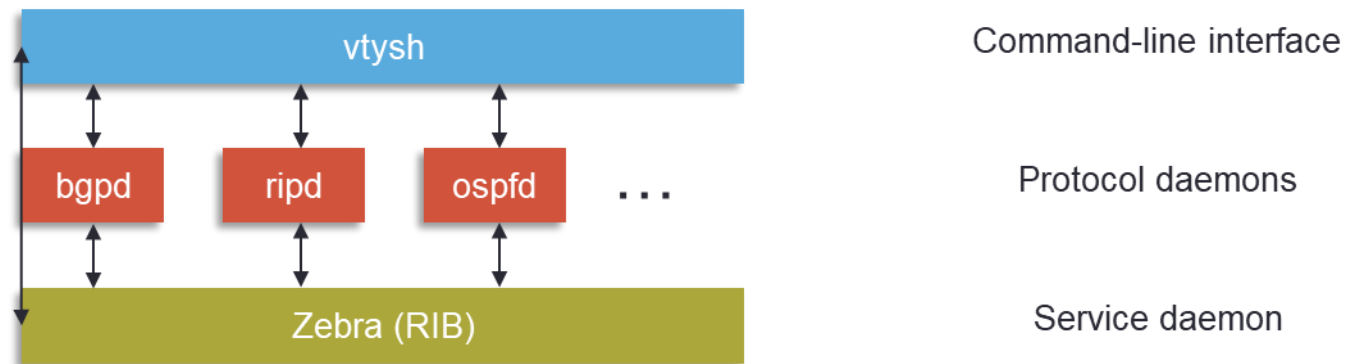 vtysh
Command-line interface
bgpd
ripd
ospfd
...
Protocol daemons
Zebra (RIB)
Service daemon